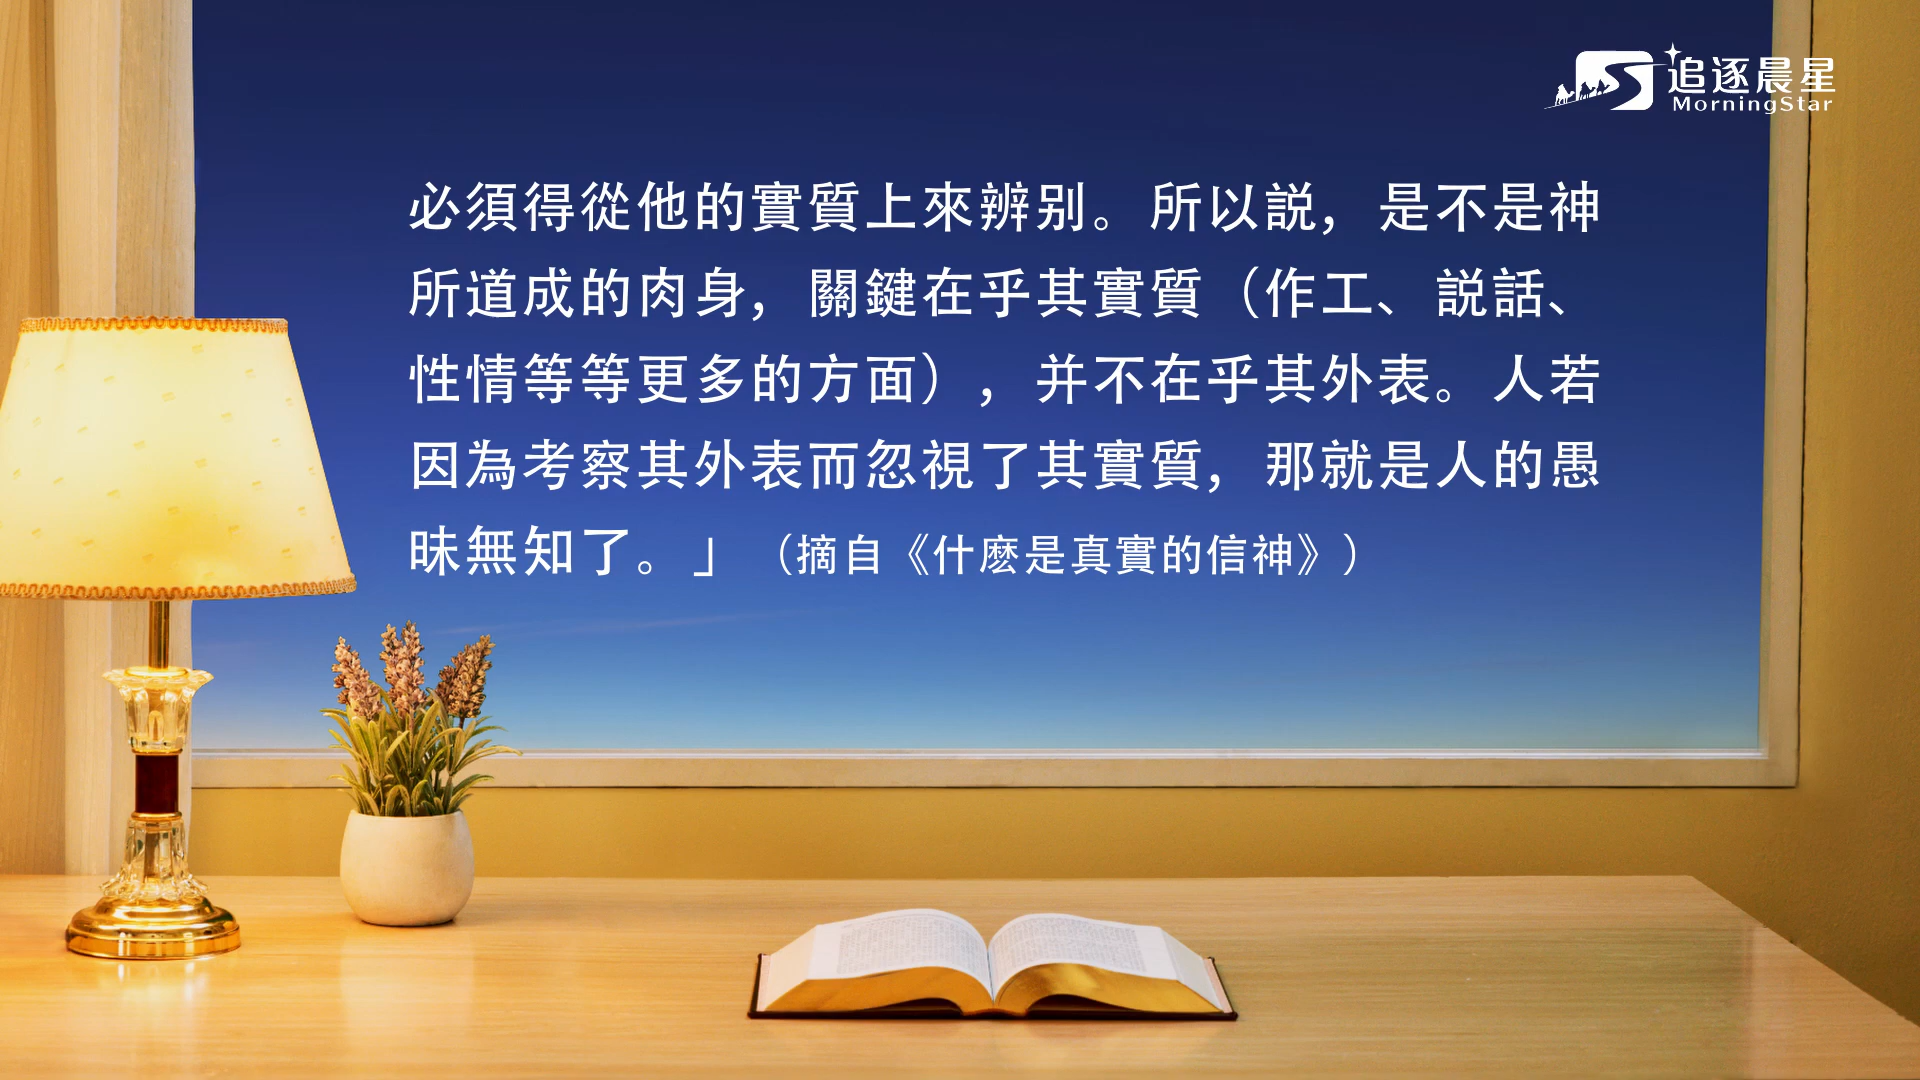 追逐晨星
MorningStar
必須得從他的實質上來辨别。所以説，是不是神
所道成的肉身，關鍵在乎其實質（作工、説話、
性情等等更多的方面），并不在乎其外表。人若
因為考察其外表而忽視了其實質，那就是人的愚
昧無知了。」（摘自《什麽是真實的信神》）